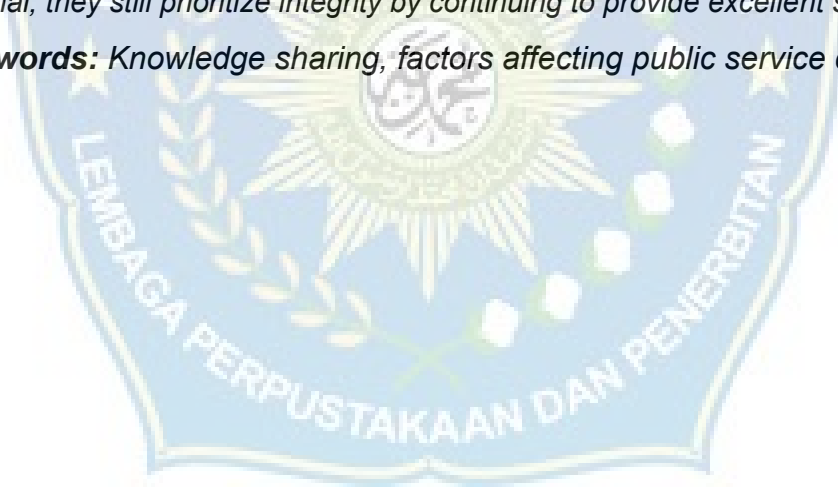 they still prioritize integrity by continuing to provide excellent
words: Knowledge sharing, factors affecting public service
LEMBAGA PERPUSTAKAAN DAN PENERBITAN